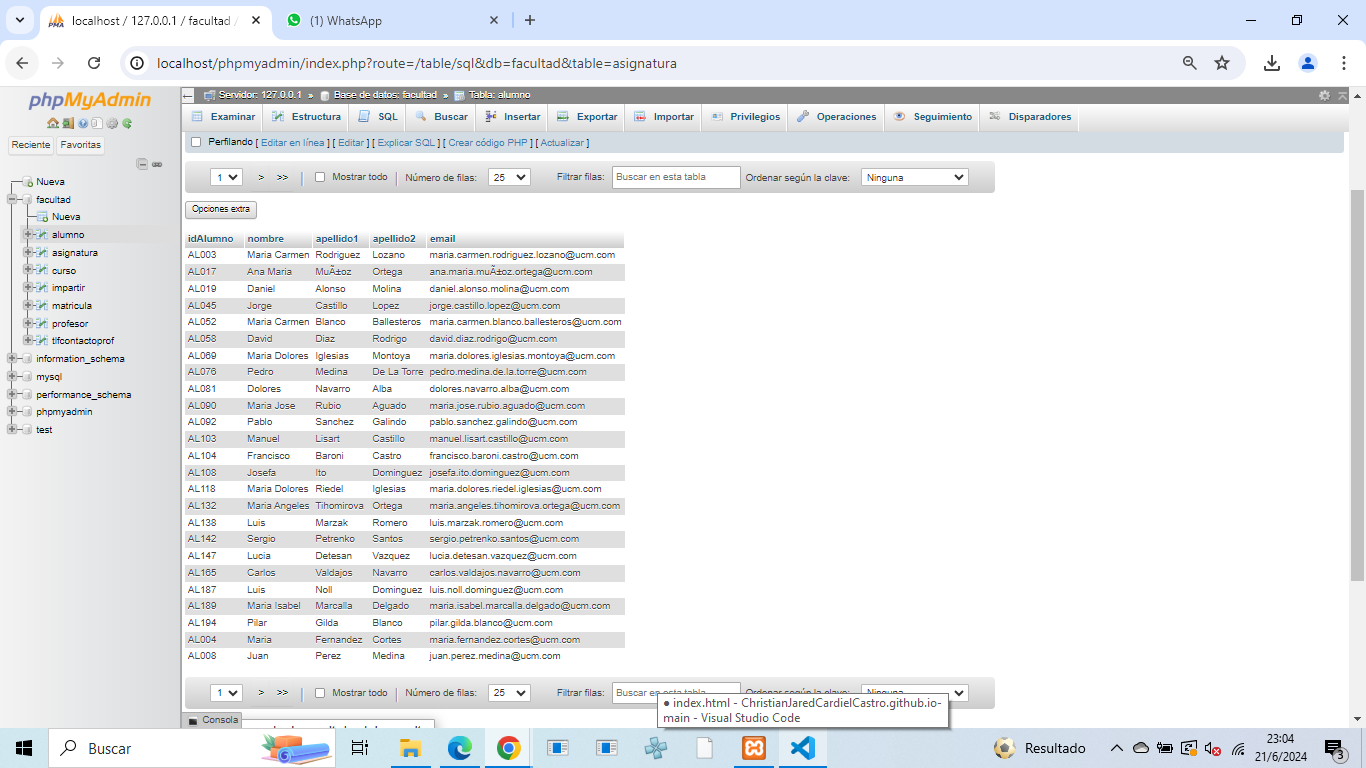 localhost / 127.0.0.1 / facultad
(1) WhatsApp
localhost/phpmyadmin/index.php?route=/table/sql&db=facultad&table=asignatura
phpMyAdmin
Reciente Favoritas
Nueva
facultad
Nueva
alumno
asignatura
curso
impartir
matricula
profesor
tlfcontactoprof
information_schema
mysql
performance_schema
phpmyadmin
test
Servidor: 127.0.0.1 » Base de datos: facultad » Tabla: alumno
Examinar Estructura SQL Buscar Insertar Exportar Importar Privilegios Operaciones Seguimiento Disparadores
Perfilando [ Editar en línea ] [ Editar ] [ Explicar SQL ] [ Crear código PHP ] [ Actualizar ]
1 > >> Mostrar todo Número de filas: 25 Filtrar filas: Buscar en esta tabla Ordenar según la clave: Ninguna
Opciones extra
idAlumno nombre apellido1 apellido2 email
AL003 Maria Carmen Rodriguez Lozano maria.carmen.rodriguez.lozano@ucm.com
AL017 Ana Maria MuÃ±oz Ortega ana.maria.muÃ±oz.ortega@ucm.com
AL019 Daniel Alonso Molina daniel.alonso.molina@ucm.com
AL045 Jorge Castillo Lopez jorge.castillo.lopez@ucm.com
AL052 Maria Carmen Blanco Ballesteros maria.carmen.blanco.ballesteros@ucm.com
AL058 David Diaz Rodrigo david.diaz.rodrigo@ucm.com
AL069 Maria Dolores Iglesias Montoya maria.dolores.iglesias.montoya@ucm.com
AL076 Pedro Medina De La Torre pedro.medina.de.la.torre@ucm.com
AL081 Dolores Navarro Alba dolores.navarro.alba@ucm.com
AL090 Maria Jose Rubio Aguado maria.jose.rubio.aguado@ucm.com
AL092 Pablo Sanchez Galindo pablo.sanchez.galindo@ucm.com
AL103 Manuel Lisart Castillo manuel.lisart.castillo@ucm.com
AL104 Francisco Baroni Castro francisco.baroni.castro@ucm.com
AL108 Josefa Ito Dominguez josefa.ito.dominguez@ucm.com
AL118 Maria Dolores Riedel Iglesias maria.dolores.riedel.iglesias@ucm.com
AL132 Maria Angeles Tihomirova Ortega maria.angeles.tihomirova.ortega@ucm.com
AL138 Luis Marzak Romero luis.marzak.romero@ucm.com
AL142 Sergio Petrenko Santos sergio.petrenko.santos@ucm.com
AL147 Lucia Detesan Vazquez lucia.detesan.vazquez@ucm.com
AL165 Carlos Valdajos Navarro carlos.valdajos.navarro@ucm.com
AL187 Luis Noll Dominguez luis.noll.dominguez@ucm.com
AL189 Maria Isabel Marcalla Delgado maria.isabel.marcalla.delgado@ucm.com
AL194 Pilar Gilda Blanco pilar.gilda.blanco@ucm.com
AL004 Maria Fernandez Cortes maria.fernandez.cortes@ucm.com
AL008 Juan Perez Medina juan.perez.medina@ucm.com
1 > >> Mostrar todo Número de filas: 25 Filtrar filas: Buscar en esta tabla Ordenar según la clave: Ninguna
● index.html - ChristianJaredCardielCastro.github.io-
main - Visual Studio Code
Consola
Buscar
Resultado
23:04
21/6/2024
3